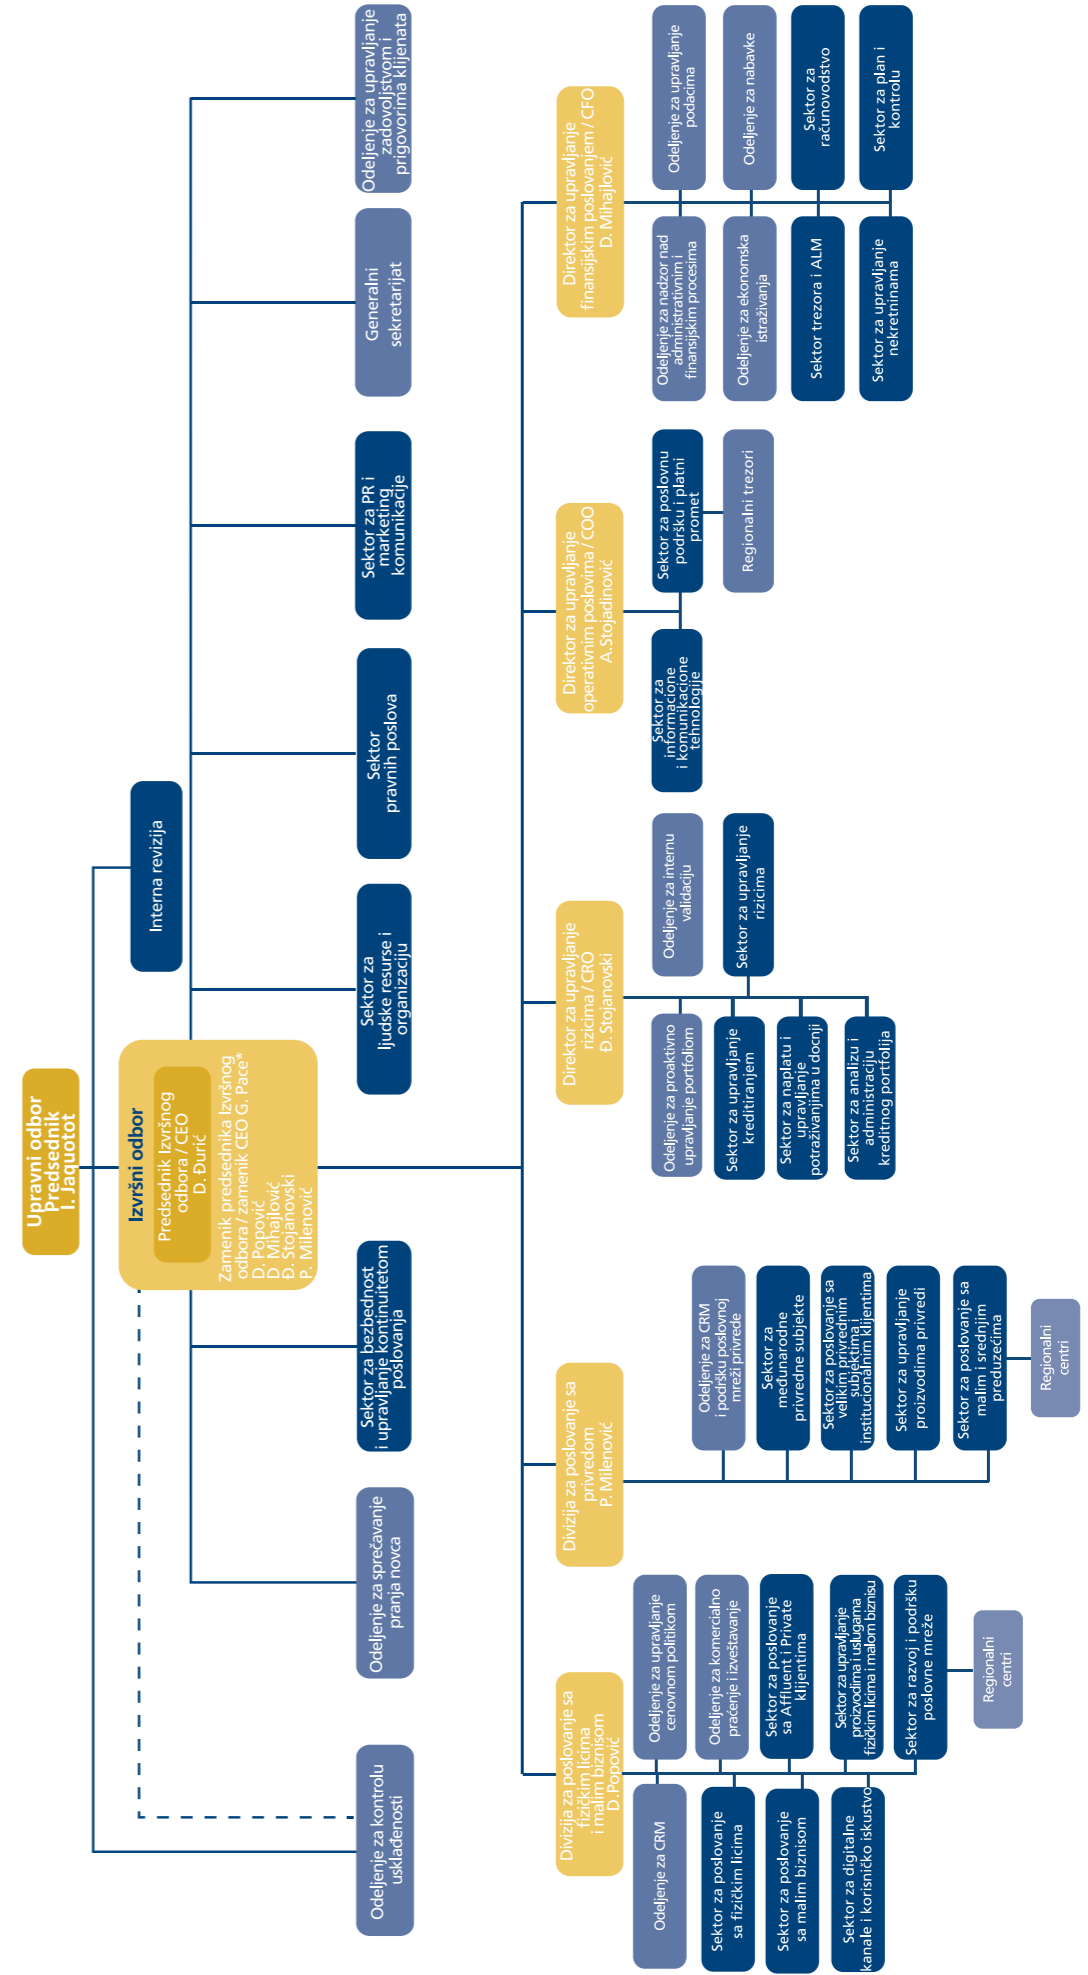 Upravni odbor
Predsednik
I. Jaquotot
Interna revizija
Izvršni odbor
Predsednik Izvršnog
odbora / CEO
D. Đurić
Zamenik predsednika Izvršnog
odbora / zamenik CEO G. Pace*
D. Popović
D. Mihajlović
Đ. Stojanovski
P. Milenović
Odeljenje za kontrolu
usklađenosti
Odeljenje za sprečavanje
pranja novca
Sektor za bezbednost
i upravljanje kontinuitetom
poslovanja
Sektor za
ljudske resurse i
organizaciju
Sektor
pravnih poslova
Sektor za PR i
marketing
komunikacije
Generalni
sekretarijat
Odeljenje za upravljanje
zadovoljstvom i
prigovorima klijenata
Divizija za poslovanje sa
fizičkim licima
i malim biznisom
D. Popović
Odeljenje za CRM
Odeljenje za upravljanje
cenovnom politikom
Odeljenje za komercialno
praćenje i izveštavanje
Sektor za poslovanje
sa fizičkim licima
Sektor za poslovanje
sa Affluent i Private
klijentima
Sektor za poslovanje
sa malim biznisom
Sektor za upravljanje
proizvodima i uslugama
fizičkim licima i malom biznisu
Sektor za digitalne
kanale i korisničko iskustvo
Sektor za razvoj i podršku
poslovne mreže
Regionalni
centri
Divizija za poslovanje sa
privredom
P. Milenović
Odeljenje za CRM
i podršku poslovnoj
mreži privrede
Sektor za
međunarodne
privredne subjekte
Sektor za poslovanje sa
velikim privrednim
subjektima i
institucionalnim klijentima
Sektor za upravljanje
proizvodima privredi
Sektor za poslovanje sa
malim i srednjim
preduzećima
Regionalni
centri
Direktor za upravljanje
rizicima / CRO
Đ. Stojanovski
Odeljenje za proaktivno
upravljanje portfoliom
Odeljenje za internu
validaciju
Sektor za upravljanje
kreditiranjem
Sektor za upravljanje
rizicima
Sektor za naplatu i
upravljanje
potraživanjima u docnji
Sektor za analizu i
administraciju
kreditnog portfolija
Direktor za upravljanje
operativnim poslovima / COO
A.Stojadinović
Sektor za
informacione
i komunikacione
tehnologije
Sektor za poslovnu
podršku i platni
promet
Regionalni trezori
Direktor za upravljanje
finansijskim poslovanjem / CFO
D. Mihajlović
Odeljenje za nadzor nad
administrativnim i
finansijskim procesima
Odeljenje za upravljanje
podacima
Odeljenje za ekonomska
istraživanja
Odeljenje za nabavke
Sektor trezora i ALM
Sektor za
računovodstvo
Sektor za upravljanje
nekretninama
Sektor za plan i
kontrolu